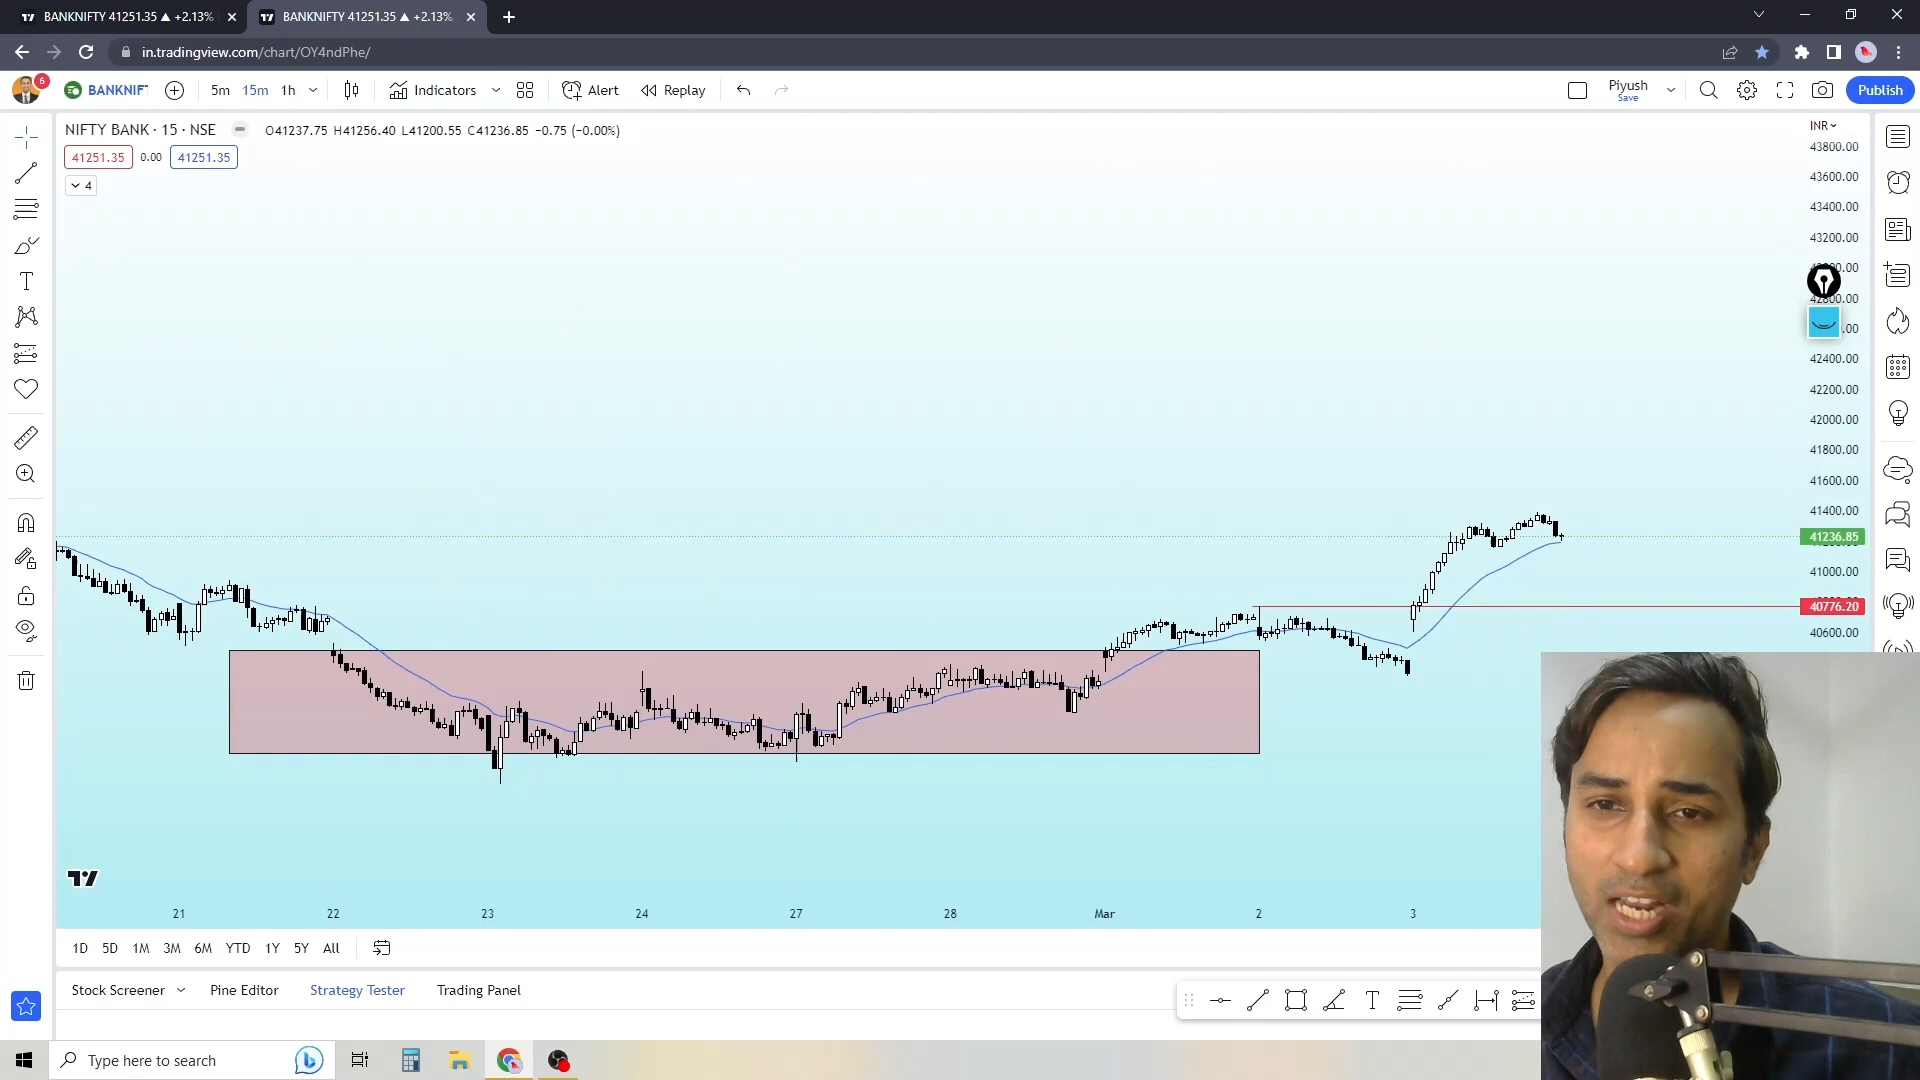 BANKNIFTY 41251.35 ▲ +2.13%
BANKNIFTY 41251.35 ▲ +2.13%
in.tradingview.com/chart/OY4ndPhe/
6
BANKNIF
5m 15m 1h
Indicators
Alert
Replay
Piyush
Save
Publish
NIFTY BANK · 15 · NSE
O41237.75 H41256.40 L41200.55 C41236.85 −0.75 (−0.00%)
41251.35 0.00 41251.35
4
INR
43800.00
43600.00
43400.00
43200.00
42800.00
42400.00
42200.00
42000.00
41800.00
41600.00
41400.00
41236.85
41000.00
40776.20
40600.00
21 22 23 24 27 28 Mar 2 3
1D 5D 1M 3M 6M YTD 1Y 5Y All
Stock Screener Pine Editor Strategy Tester Trading Panel
Type here to search